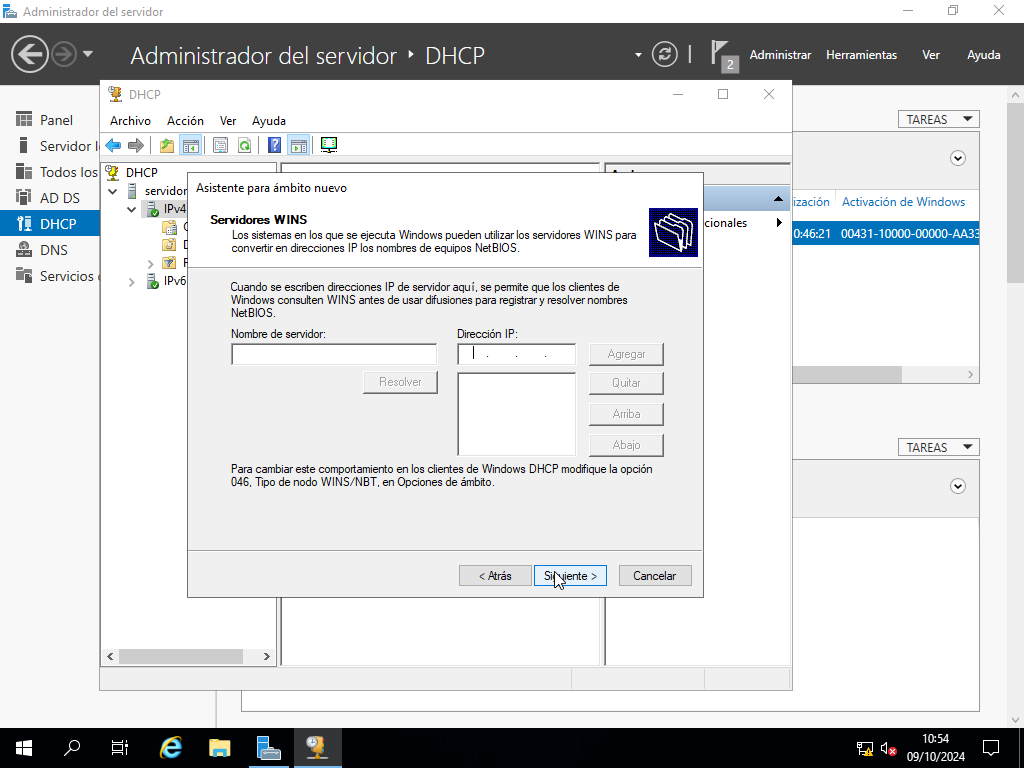 Administrador del servidor
Administrador del servidor ‣ DHCP
2
Administrar
Herramientas
Ver
Ayuda
Panel
Servidor l
Todos los
AD DS
DHCP
DNS
Servicios
TAREAS
ización
Activación de Windows
0:46:21
00431-10000-00000-AA33
TAREAS
DHCP
Archivo
Acción
Ver
Ayuda
DHCP
servidor
IPv4
IPv6
cionales
Asistente para ámbito nuevo
Servidores WINS
Los sistemas en los que se ejecuta Windows pueden utilizar los servidores WINS para
convertir en direcciones IP los nombres de equipos NetBIOS.
Cuando se escriben direcciones IP de servidor aquí, se permite que los clientes de
Windows consulten WINS antes de usar difusiones para registrar y resolver nombres
NetBIOS.
Nombre de servidor:
Dirección IP:
Agregar
Resolver
Quitar
Arriba
Abajo
Para cambiar este comportamiento en los clientes de Windows DHCP modifique la opción
046, Tipo de nodo WINS/NBT, en Opciones de ámbito.
< Atrás
Siguiente >
Cancelar
10:54
09/10/2024